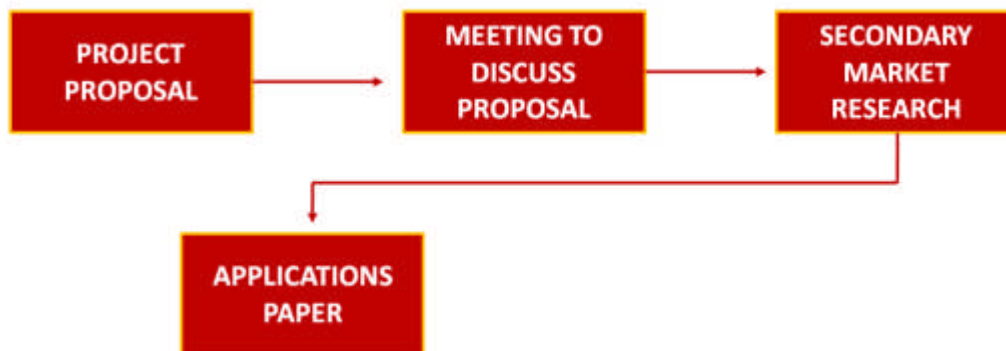 PROJECT
PROPOSAL
MEETING TO
DISCUSS
PROPOSAL
SECONDARY
MARKET
RESEARCH
APPLICATIONS
PAPER